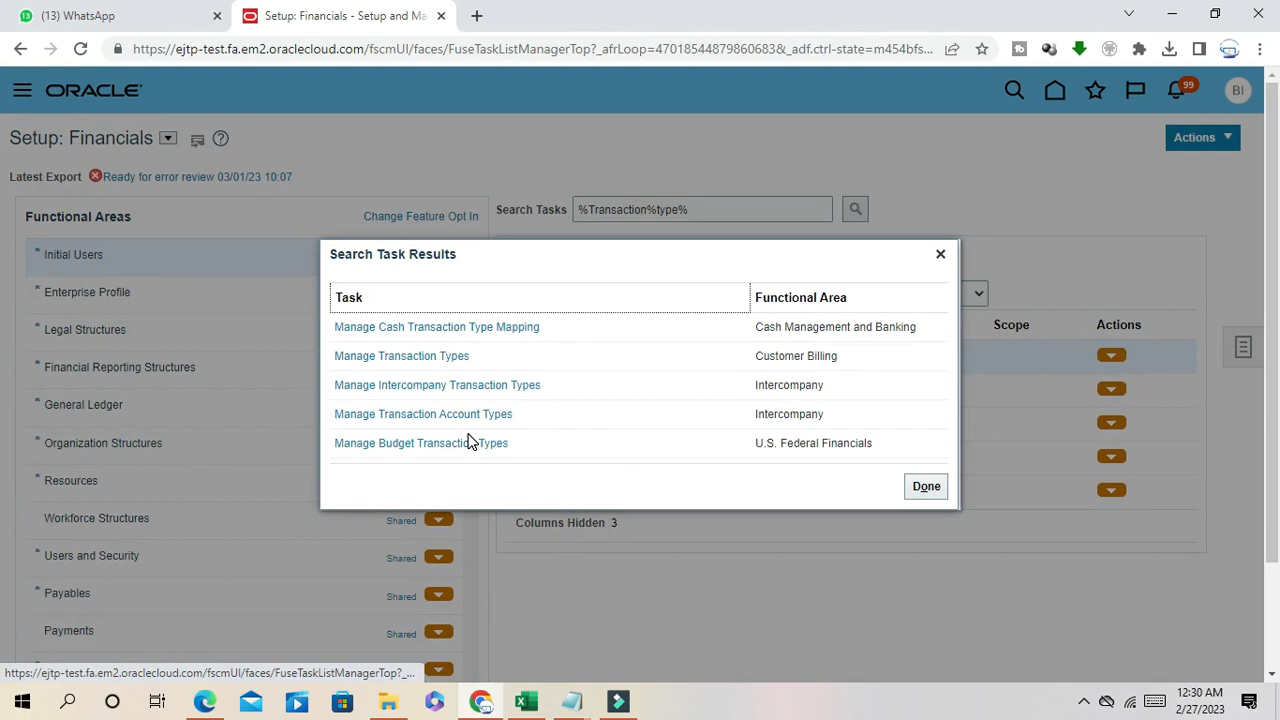 (13) WhatsApp
Setup: Financials - Setup and Ma
https://ejtp-test.fa.em2.oraclecloud.com/fscmUI/faces/FuseTaskListManagerTop?_afrLoop=47018544879860683&_adf.ctrl-state=m454bfs...
ORACLE
99
BI
Setup: Financials
Actions
Latest Export Ready for error review 03/01/23 10:07
Functional Areas
Change Feature Opt In
Search Tasks %Transaction%type%
* Initial Users
* Enterprise Profile
* Legal Structures
* Financial Reporting Structures
* General Ledger
* Organization Structures
* Resources
Workforce Structures Shared
* Users and Security Shared
* Payables Shared
Payments Shared
Search Task Results
Task Functional Area
Manage Cash Transaction Type Mapping Cash Management and Banking
Manage Transaction Types Customer Billing
Manage Intercompany Transaction Types Intercompany
Manage Transaction Account Types Intercompany
Manage Budget Transaction Types U.S. Federal Financials
Done
Scope Actions
Columns Hidden 3
https://ejtp-test.fa.em2.oraclecloud.com/fscmUI/faces/FuseTaskListManagerTop?_...
12:30 AM
2/27/2023